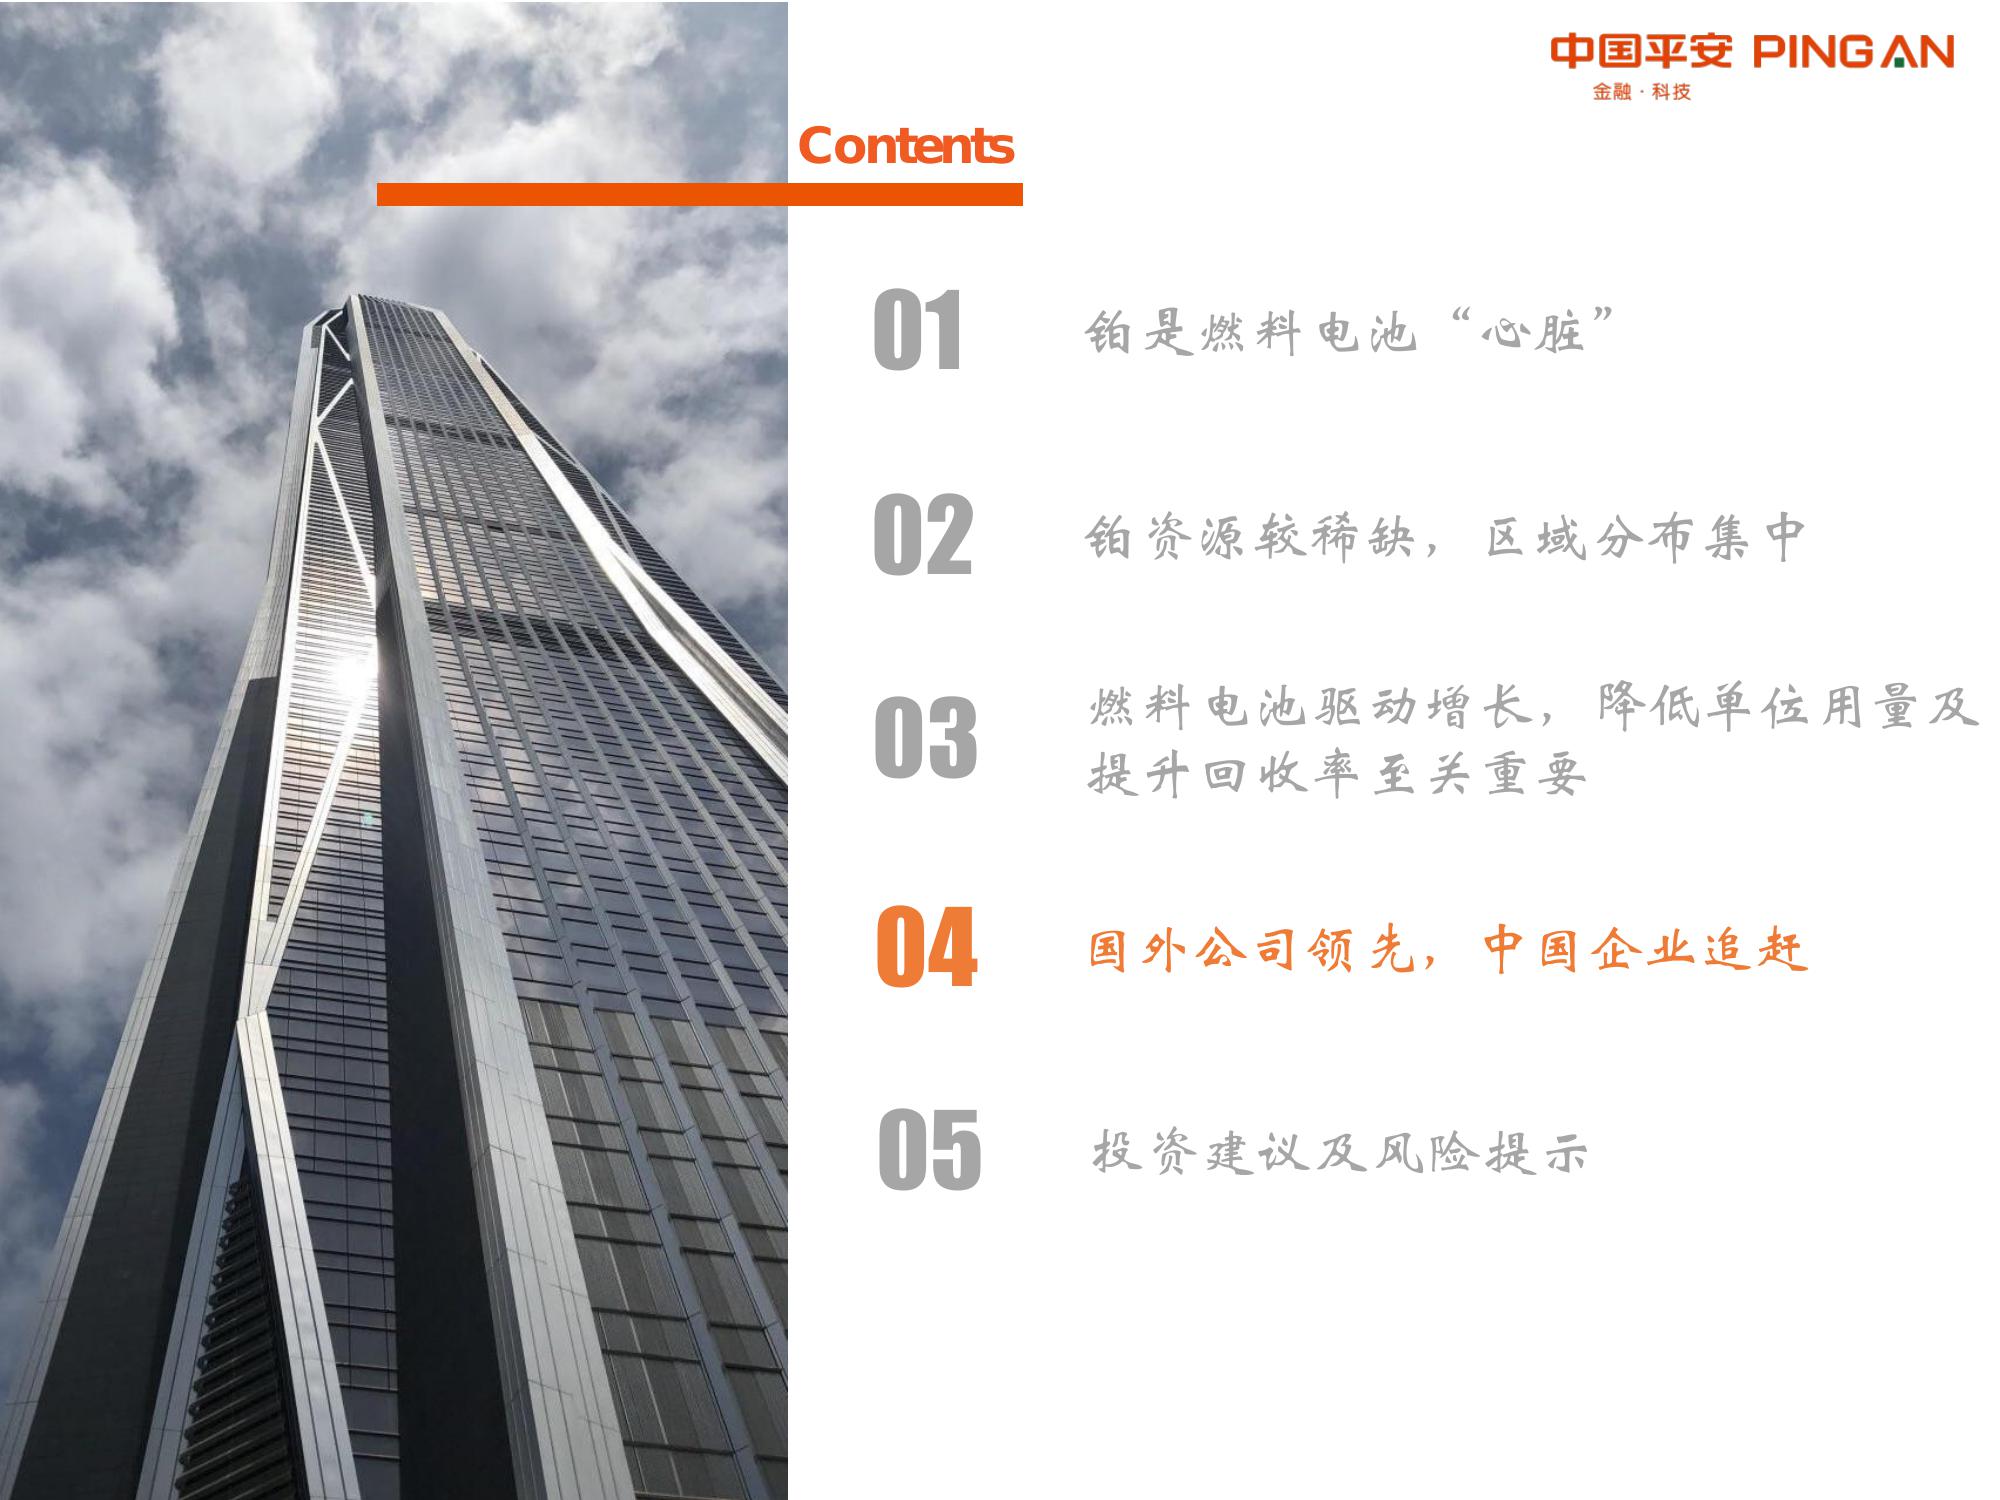 中国平安 PING AN
金融·科技
Contents
01
铂是燃料电池“心脏”
02
铂资源较稀缺，区域分布集中
03
燃料电池驱动增长，降低单位用量及
提升回收率至关重要
04
国外公司领先，中国企业追赶
05
投资建议及风险提示